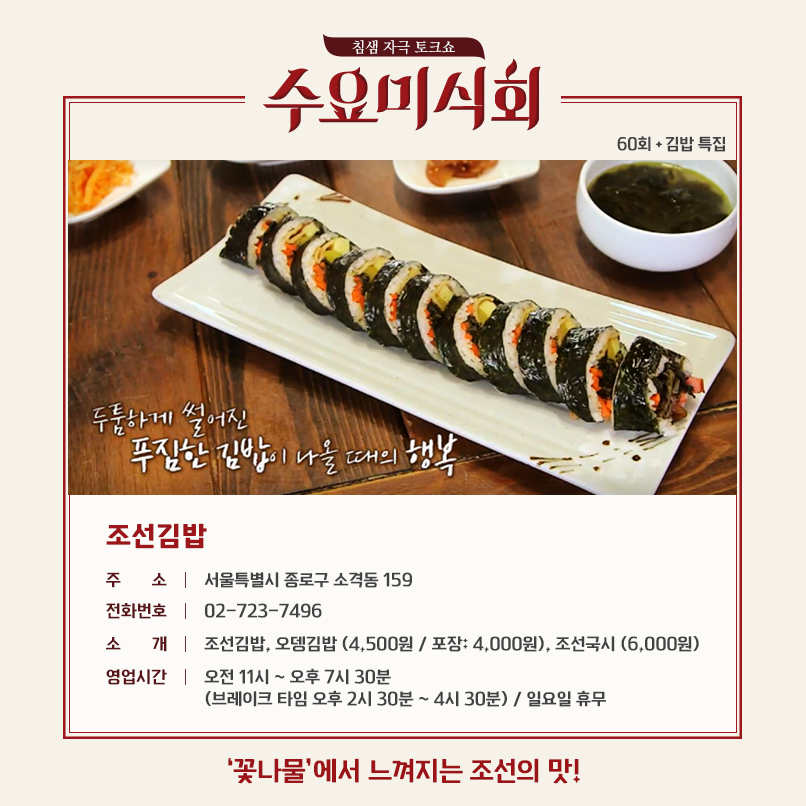 침샘 자극 토크쇼
수요미식회
60회 + 김밥 특집
두툼하게 썰어진
푸짐한 김밥이 나올 때의 행복
조선김밥
주 소 | 서울특별시 종로구 소격동 159
전화번호 | 02-723-7496
소 개 | 조선김밥, 오뎅김밥 (4,500원 / 포장: 4,000원), 조선국시 (6,000원)
영업시간 | 오전 11시 ~ 오후 7시 30분
(브레이크 타임 오후 2시 30분 ~ 4시 30분) / 일요일 휴무
'꽃나물'에서 느껴지는 조선의 맛!